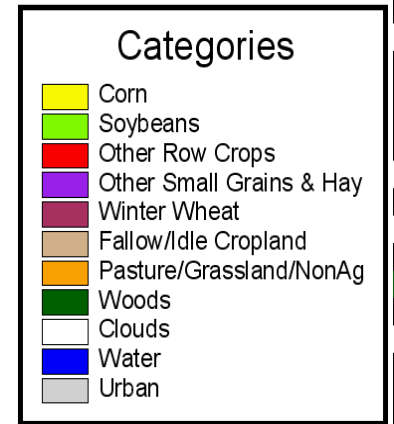 Categories
Corn
Soybeans
Other Row Crops
Other Small Grains & Hay
Winter Wheat
Fallow/Idle Cropland
Pasture/Grassland/NonAg
Woods
Clouds
Water
Urban